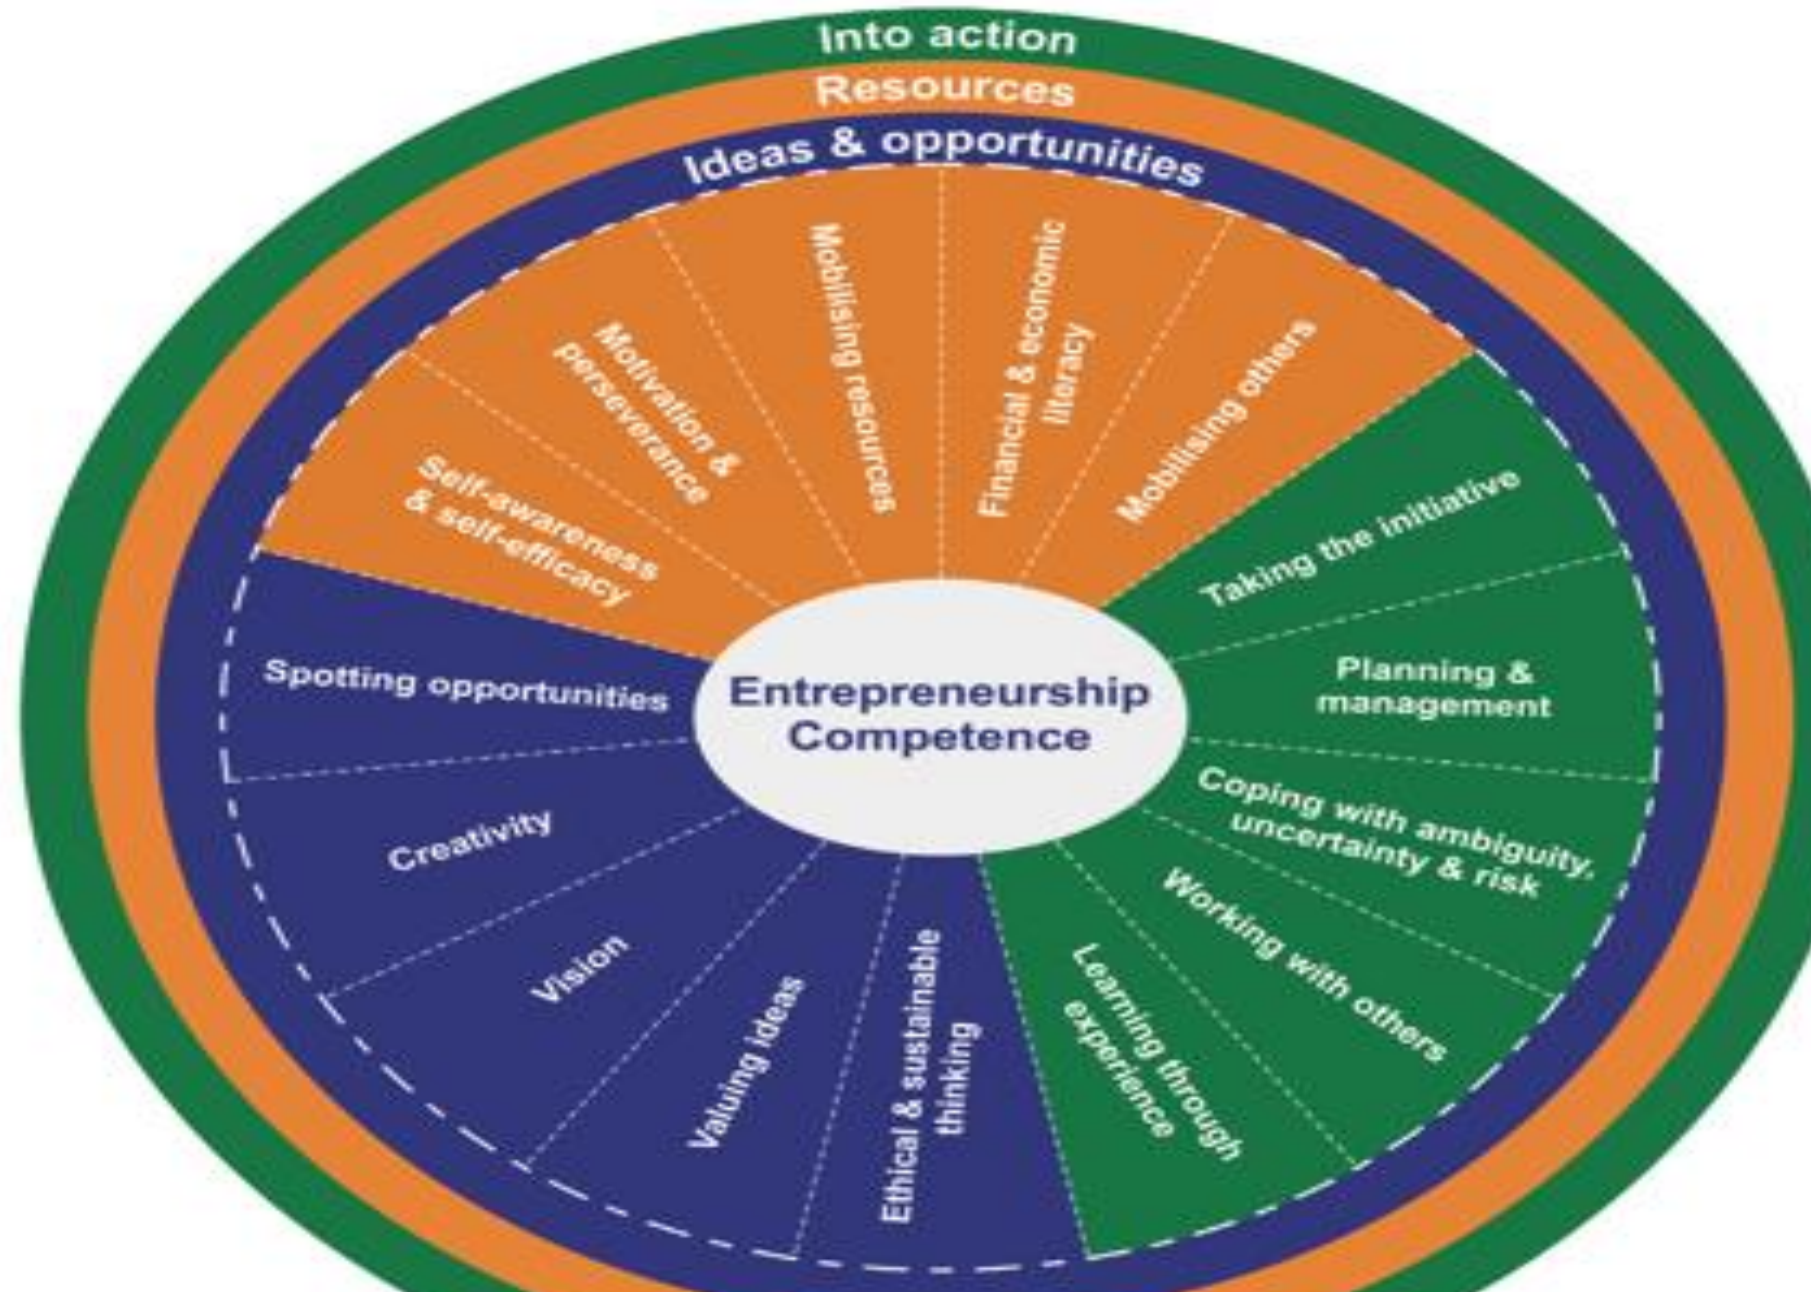 Into action
Resources
Ideas & opportunities
Self-awareness
& self-efficacy
Motivation &
perseverance
Mobilising resources
Financial & economic
literacy
Mobilising others
Taking the initiative
Planning &
management
Coping with ambiguity,
uncertainty & risk
Working with others
Learning through
experience
Ethical & sustainable
thinking
Valuing ideas
Vision
Creativity
Spotting opportunities
Entrepreneurship
Competence